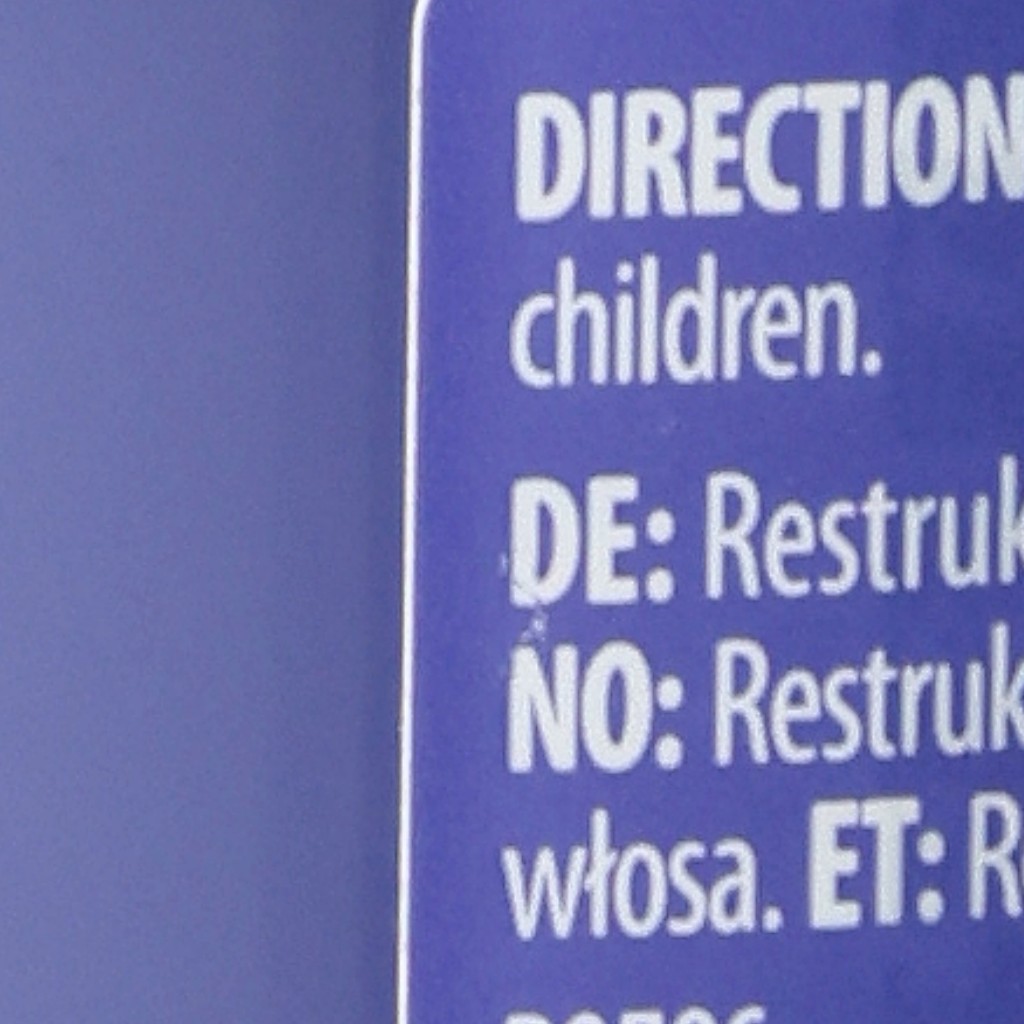 DIRECTION
children.
DE: Restruk
NO: Restruk
włosa. ET: R